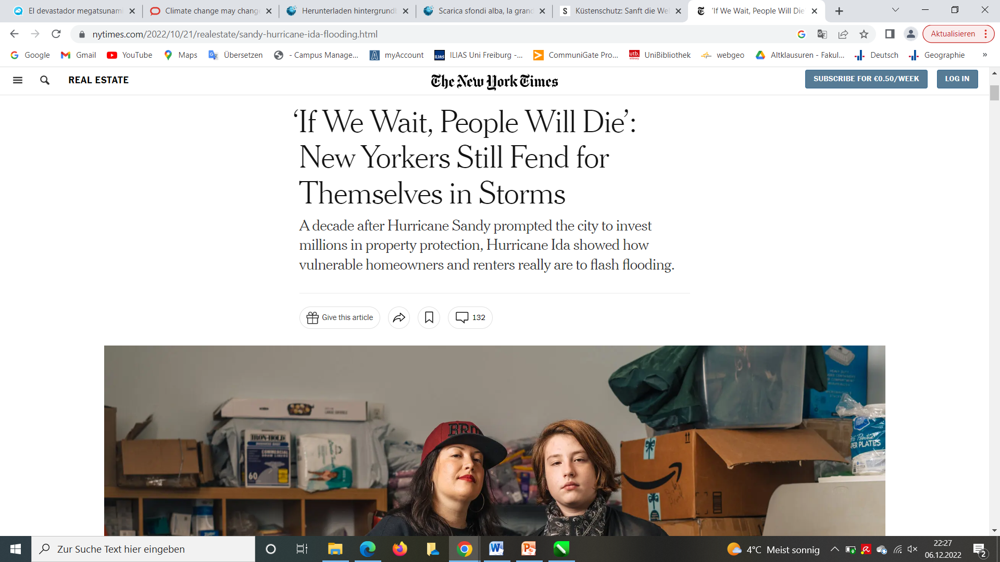 El devastador megatsunami
Climate change may change
Herunterladen hintergrundb
Scarica sfondi alba, la grand
Küstenschutz: Sanft die We
'If We Wait, People Will Die'
nytimes.com/2022/10/21/realestate/sandy-hurricane-ida-flooding.html
Aktualisieren
Google
Gmail
YouTube
Maps
Übersetzen
- Campus Manage...
myAccount
ILIAS Uni Freiburg -...
CommuniGate Pro...
UniBibliothek
webgeo
Altklausuren - Fakul...
Deutsch
Geographie
»
REAL ESTATE
The New York Times
SUBSCRIBE FOR €0.50/WEEK
LOG IN
‘If We Wait, People Will Die’:
New Yorkers Still Fend for
Themselves in Storms
A decade after Hurricane Sandy prompted the city to invest
millions in property protection, Hurricane Ida showed how
vulnerable homeowners and renters really are to flash flooding.
Give this article
132
IRON-HOLD
COMMERCIAL
60
BRO
PER PLATES
Zur Suche Text hier eingeben
4°C Meist sonnig
22:27
06.12.2022
2